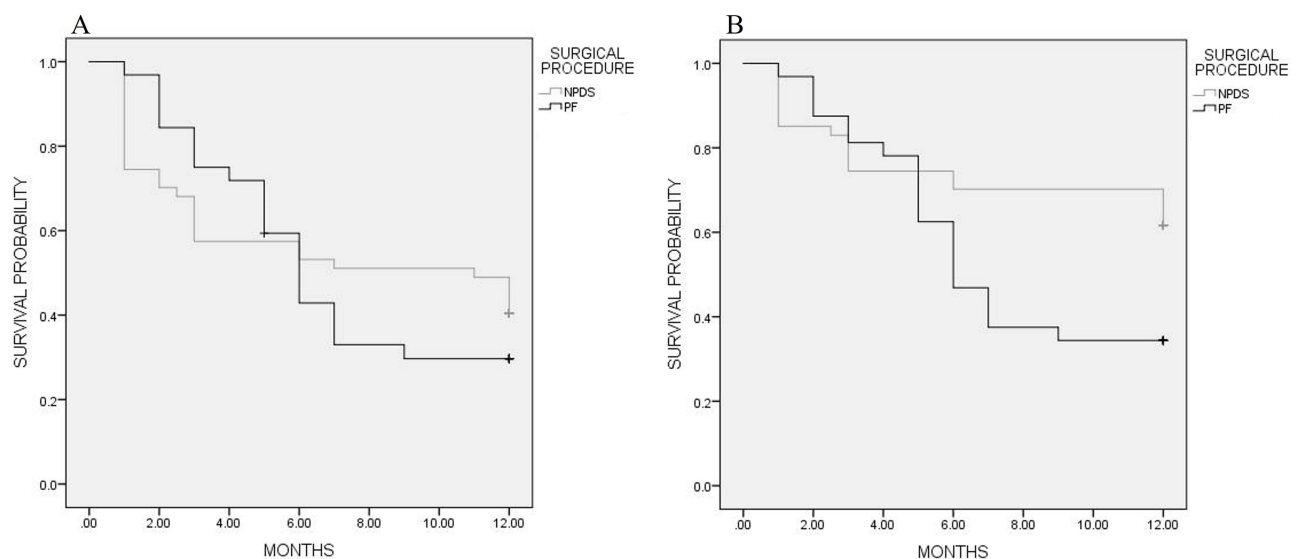 A
SURGICAL
PROCEDURE
NPDS
PF
SURVIVAL PROBABILITY
1.0
0.8
0.6
0.4
0.2
0.0
.00 2.00 4.00 6.00 8.00 10.00 12.00
MONTHS
B
SURGICAL
PROCEDURE
NPDS
PF
SURVIVAL PROBABILITY
1.0
0.8
0.6
0.4
0.2
0.0
.00 2.00 4.00 6.00 8.00 10.00 12.00
MONTHS